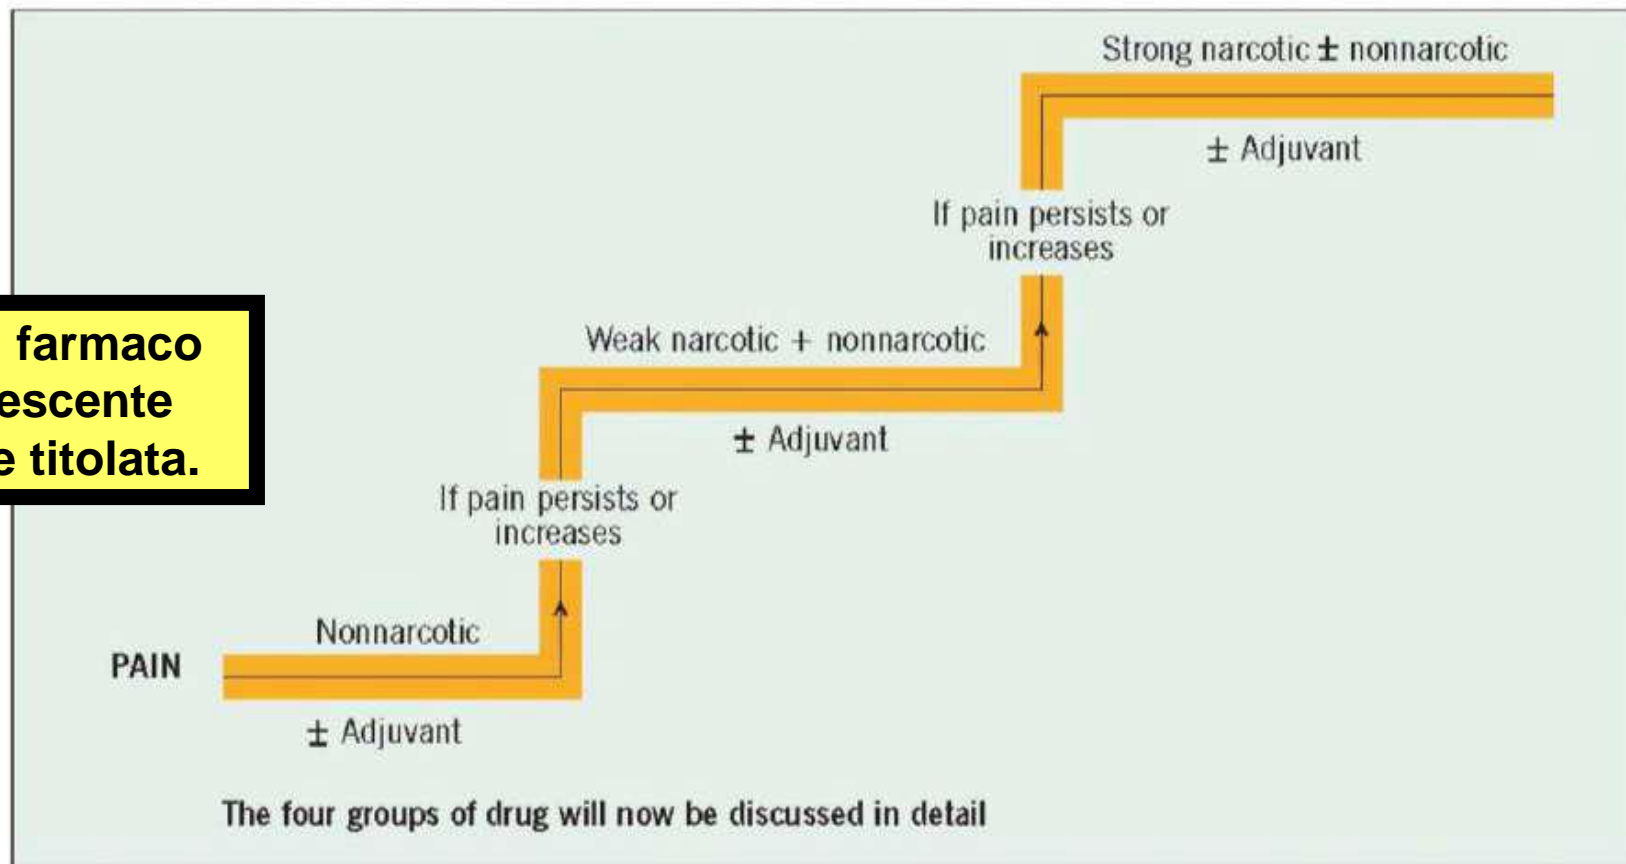 Strong narcotic ± nonnarcotic
± Adjuvant
If pain persists or
increases
Weak narcotic + nonnarcotic
± Adjuvant
If pain persists or
increases
farmaco
escente
e titolata.
Nonnarcotic
PAIN
± Adjuvant
The four groups of drug will now be discussed in detail